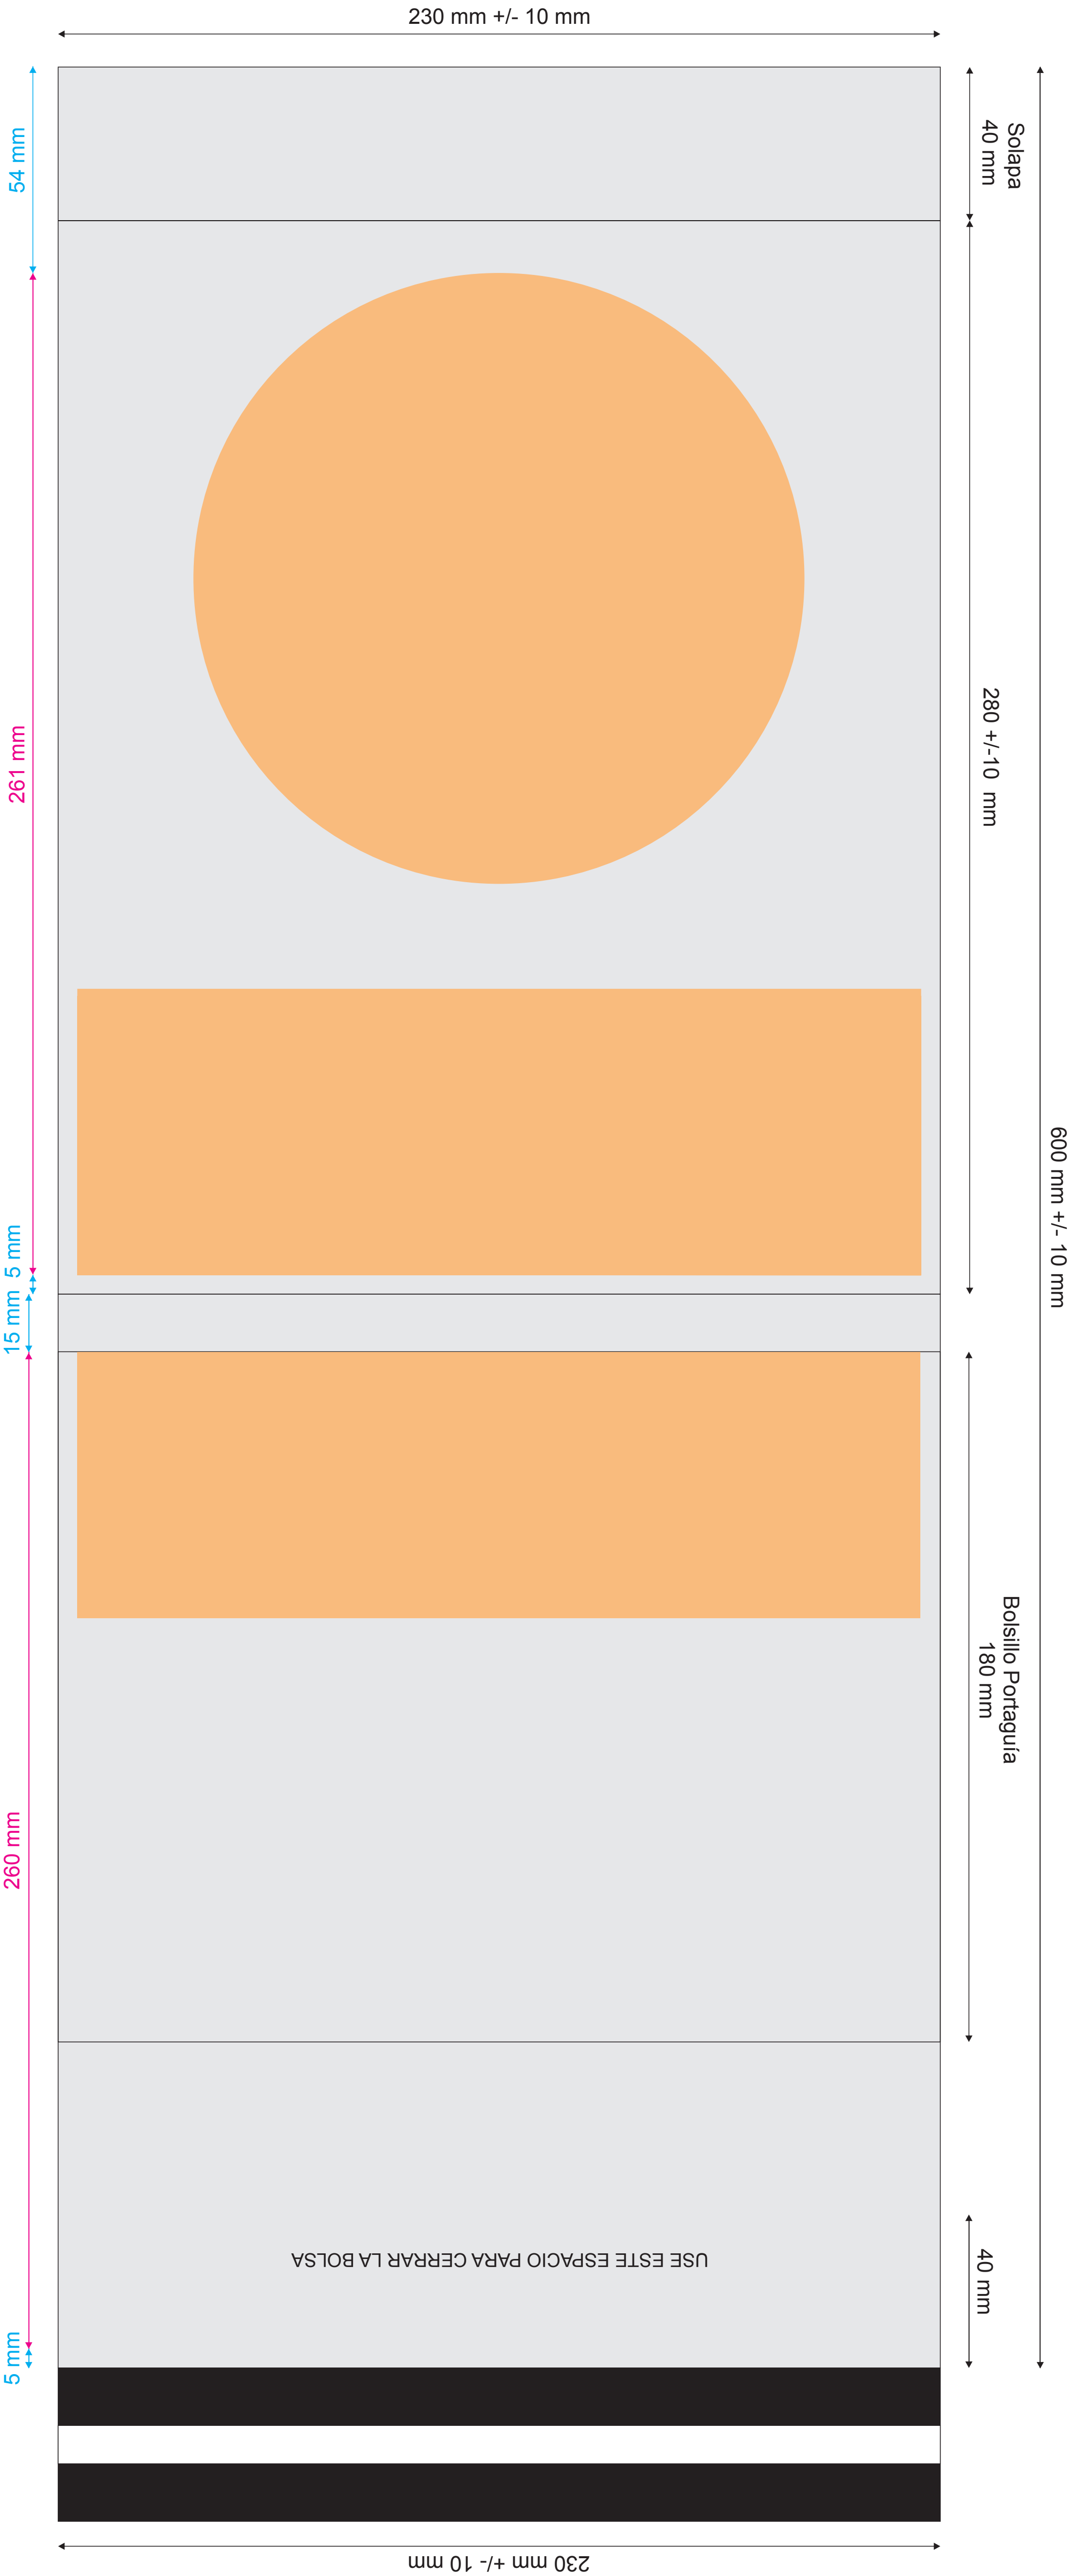 230 mm +/- 10 mm
54 mm
Solapa
40 mm
261 mm
280 +/-10 mm
600 mm +/- 10 mm
5 mm
15 mm
Bolsillo Portaguía
180 mm
260 mm
USE ESTE ESPACIO PARA CERRAR LA BOLSA
40 mm
5 mm
230 mm +/- 10 mm